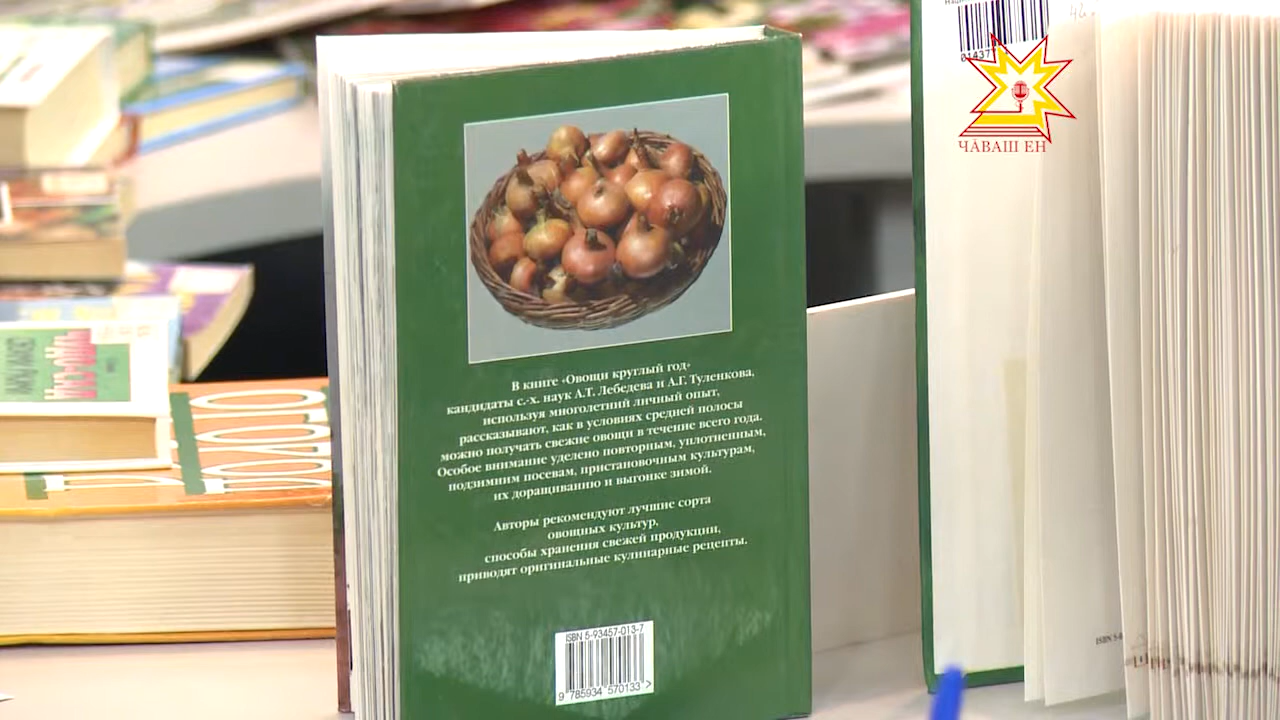 ЧӐВАШ ЕН
В книге «Овощи круглый год»
кандидаты с.-х. наук А.Т. Лебедева и А.Г. Туленкова,
используя многолетний личный опыт,
рассказывают, как в условиях средней полосы
можно получать свежие овощи в течение всего года.
Особое внимание уделено повторным, уплотненным,
подзимним посевам, пристановочным культурам,
их доращиванию и выгонке зимой.
Авторы рекомендуют лучшие сорта
овощных культур,
способы хранения свежей продукции,
приводят оригинальные кулинарные рецепты.
ISBN 5-93457-013-7
9 785934 570133 >